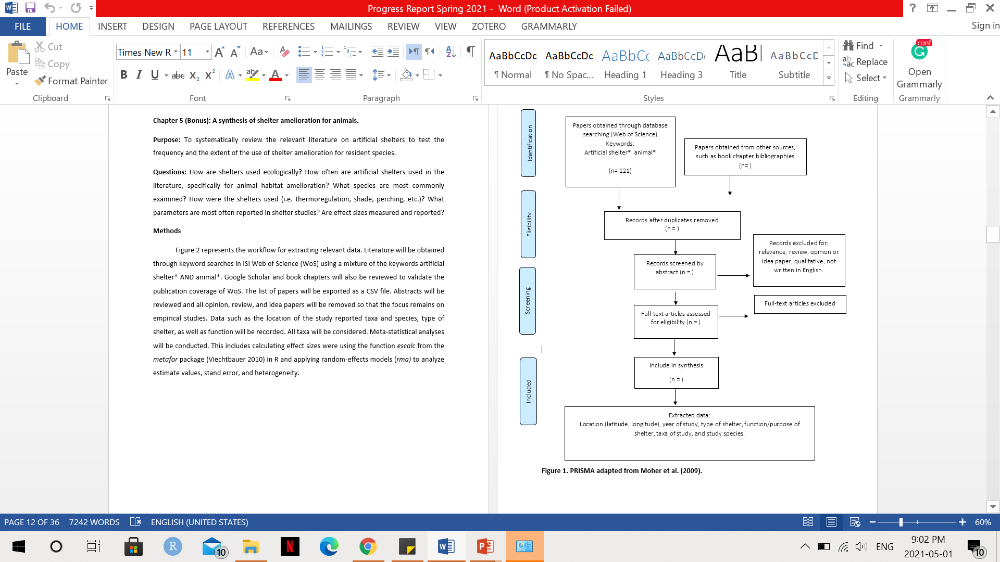 Progress Report Spring 2021 - Word (Product Activation Failed)
?
FILE HOME INSERT DESIGN PAGE LAYOUT REFERENCES MAILINGS REVIEW VIEW ZOTERO GRAMMARLY
Sign in
Paste
Cut
Copy
Format Painter
Clipboard
Times New R 11
Font
Paragraph
AaBbCcDc AaBbCcDc AaBbC( AaBbCcD( AaB| AaBbCcD
¶ Normal ¶ No Spac... Heading 1 Heading 3 Title Subtitle
Styles
Find
Replace
Select
Editing
conf
Open
Grammarly
Grammarly
Chapter 5 (Bonus): A synthesis of shelter amelioration for animals.
Purpose: To systematically review the relevant literature on artificial shelters to test the
frequency and the extent of the use of shelter amelioration for resident species.
Questions: How are shelters used ecologically? How often are artificial shelters used in the
literature, specifically for animal habitat amelioration? What species are most commonly
examined? How were the shelters used (i.e. thermoregulation, shade, perching, etc.)? What
parameters are most often reported in shelter studies? Are effect sizes measured and reported?
Methods
Figure 2 represents the workflow for extracting relevant data. Literature will be obtained
through keyword searches in ISI Web of Science (WoS) using a mixture of the keywords artificial
shelter* AND animal*. Google Scholar and book chapters will also be reviewed to validate the
publication coverage of WoS. The list of papers will be exported as a CSV file. Abstracts will be
reviewed and all opinion, review, and idea papers will be removed so that the focus remains on
empirical studies. Data such as the location of the study reported taxa and species, type of
shelter, as well as function will be recorded. All taxa will be considered. Meta-statistical analyses
will be conducted. This includes calculating effect sizes were using the function escalc from the
metafor package (Viechtbauer 2010) in R and applying random-effects models (rma) to analyze
estimate values, stand error, and heterogeneity.
Identification
Papers obtained through database
searching (Web of Science)
Keywords:
Artificial shelter* animal*
(n= 121)
Papers obtained from other sources,
such as book chapter bibliographies
(n= )
Eligibility
Records after duplicates removed
(n = )
Records screened by
abstract (n = )
Records excluded for:
relevance, review, opinion or
idea paper, qualitative, not
written in English.
Screening
Full-text articles assessed
for eligibility (n = )
Full-text articles excluded
Included
Include in synthesis
(n = )
Extracted data:
Location (latitude, longitude), year of study, type of shelter, function/purpose of
shelter, taxa of study, and study species.
Figure 1. PRISMA adapted from Moher et al. (2009).
PAGE 12 OF 36 7242 WORDS ENGLISH (UNITED STATES)
60%
10
ENG
9:02 PM
2021-05-01
10